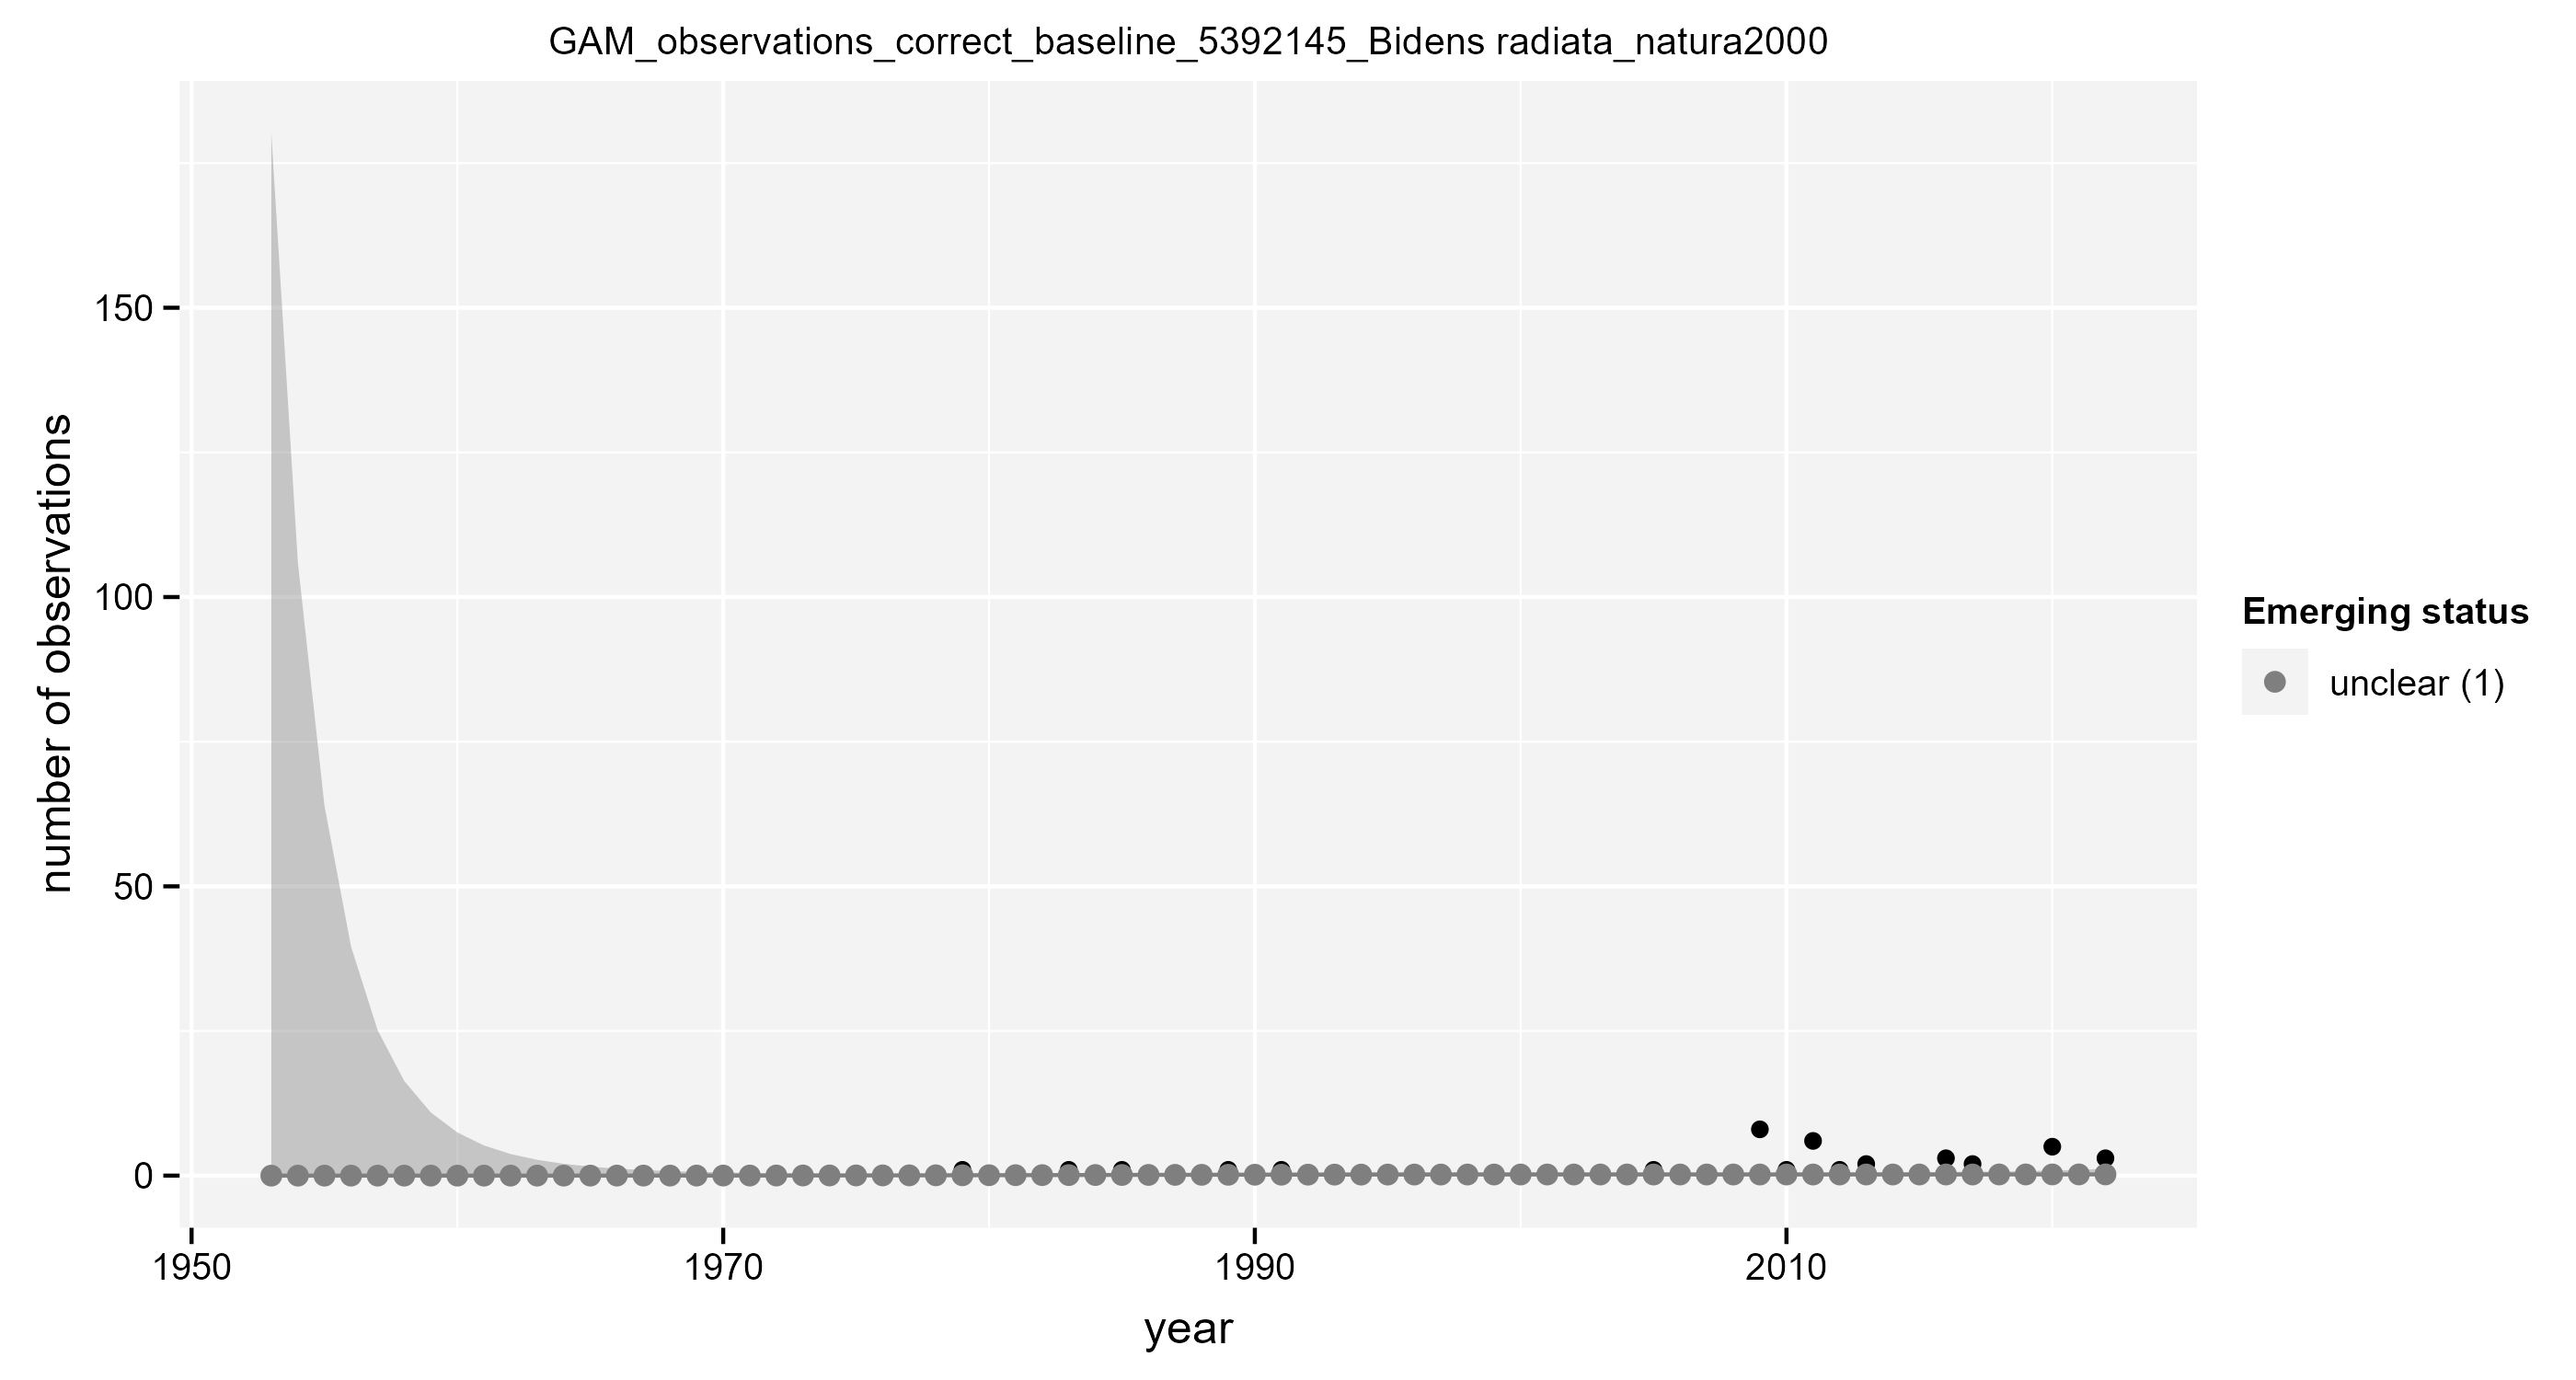 GAM_observations_correct_baseline_5392145_Bidens radiata_natura2000
number of observations
150
100
50
0
1950 1970 1990 2010
year
Emerging status
unclear (1)